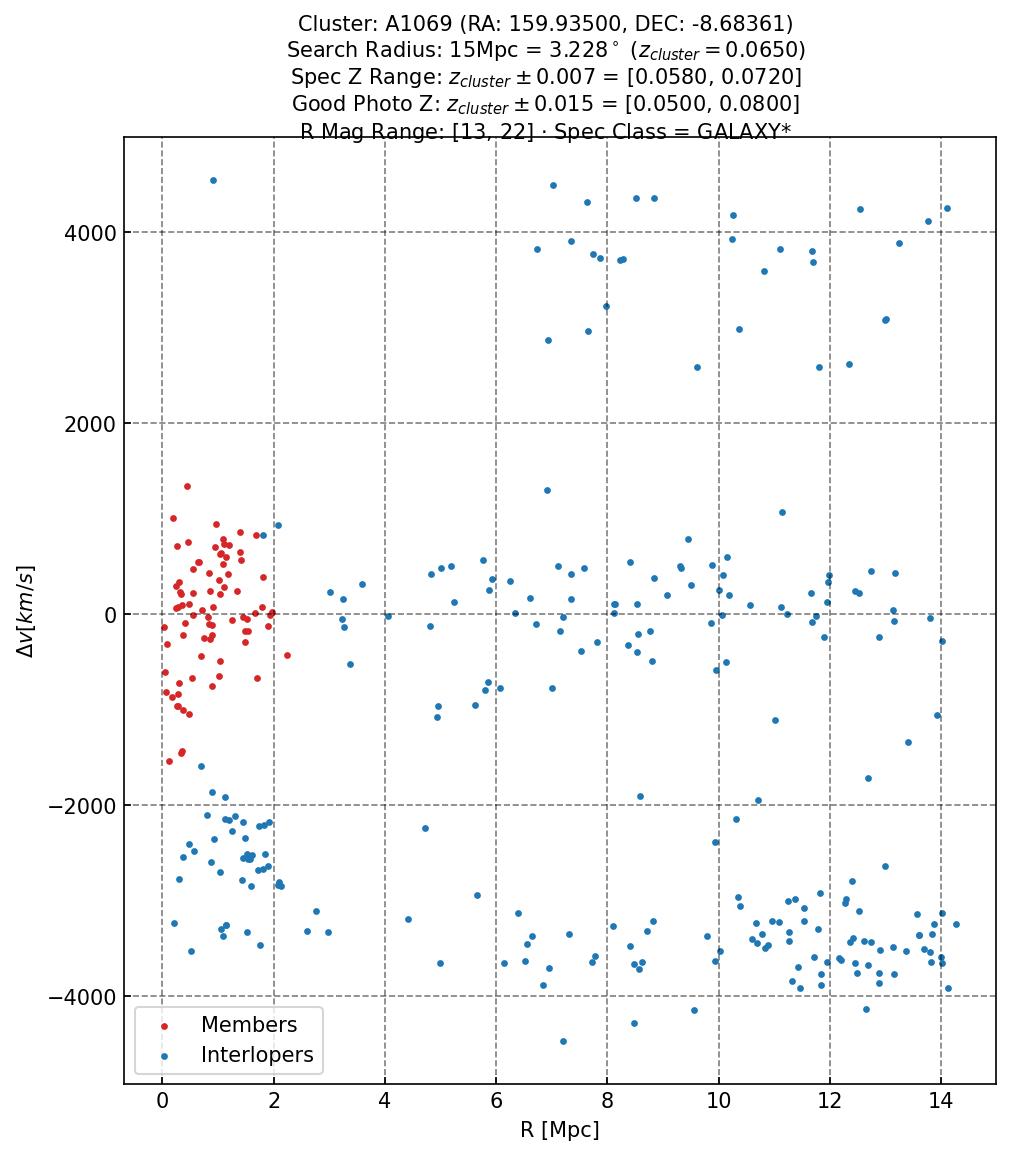 Cluster: A1069 (RA: 159.93500, DEC: -8.68361)
Search Radius: 15Mpc = 3.228° (z_cluster = 0.0650)
Spec Z Range: z_cluster ± 0.007 = [0.0580, 0.0720]
Good Photo Z: z_cluster ± 0.015 = [0.0500, 0.0800]
R Mag Range: [13, 22] · Spec Class = GALAXY*
4000
2000
0
−2000
−4000
Δv[km/s]
Members
Interlopers
0 2 4 6 8 10 12 14
R [Mpc]